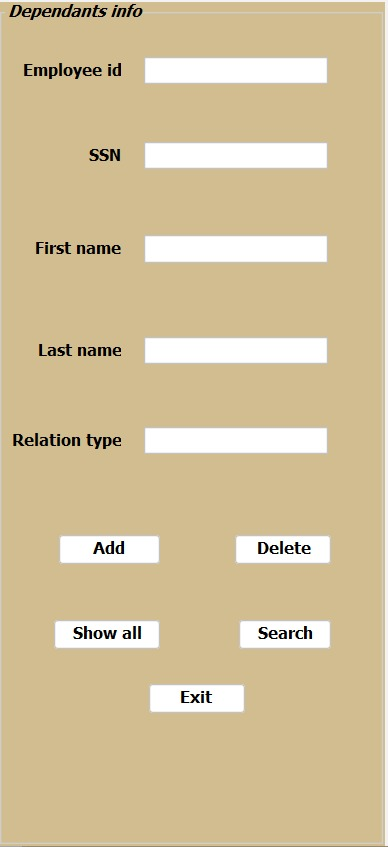 Dependants info
Employee id
SSN
First name
Last name
Relation type
Add Delete
Show all Search
Exit